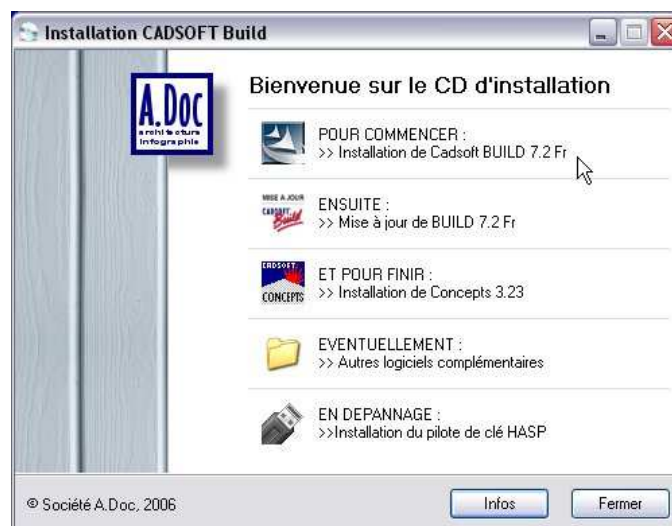 Installation CADSOFT Build
A.Doc
architecture
infographie
Bienvenue sur le CD d'installation
POUR COMMENCER :
>> Installation de Cadsoft BUILD 7.2 Fr
MISE A JOUR
CADSOFT
Build
ENSUITE :
>> Mise à jour de BUILD 7.2 Fr
CADSOFT
CONCEPTS
ET POUR FINIR :
>> Installation de Concepts 3.23
EVENTUELLEMENT :
>> Autres logiciels complémentaires
EN DEPANNAGE :
>>Installation du pilote de clé HASP
© Société A.Doc, 2006
Infos
Fermer